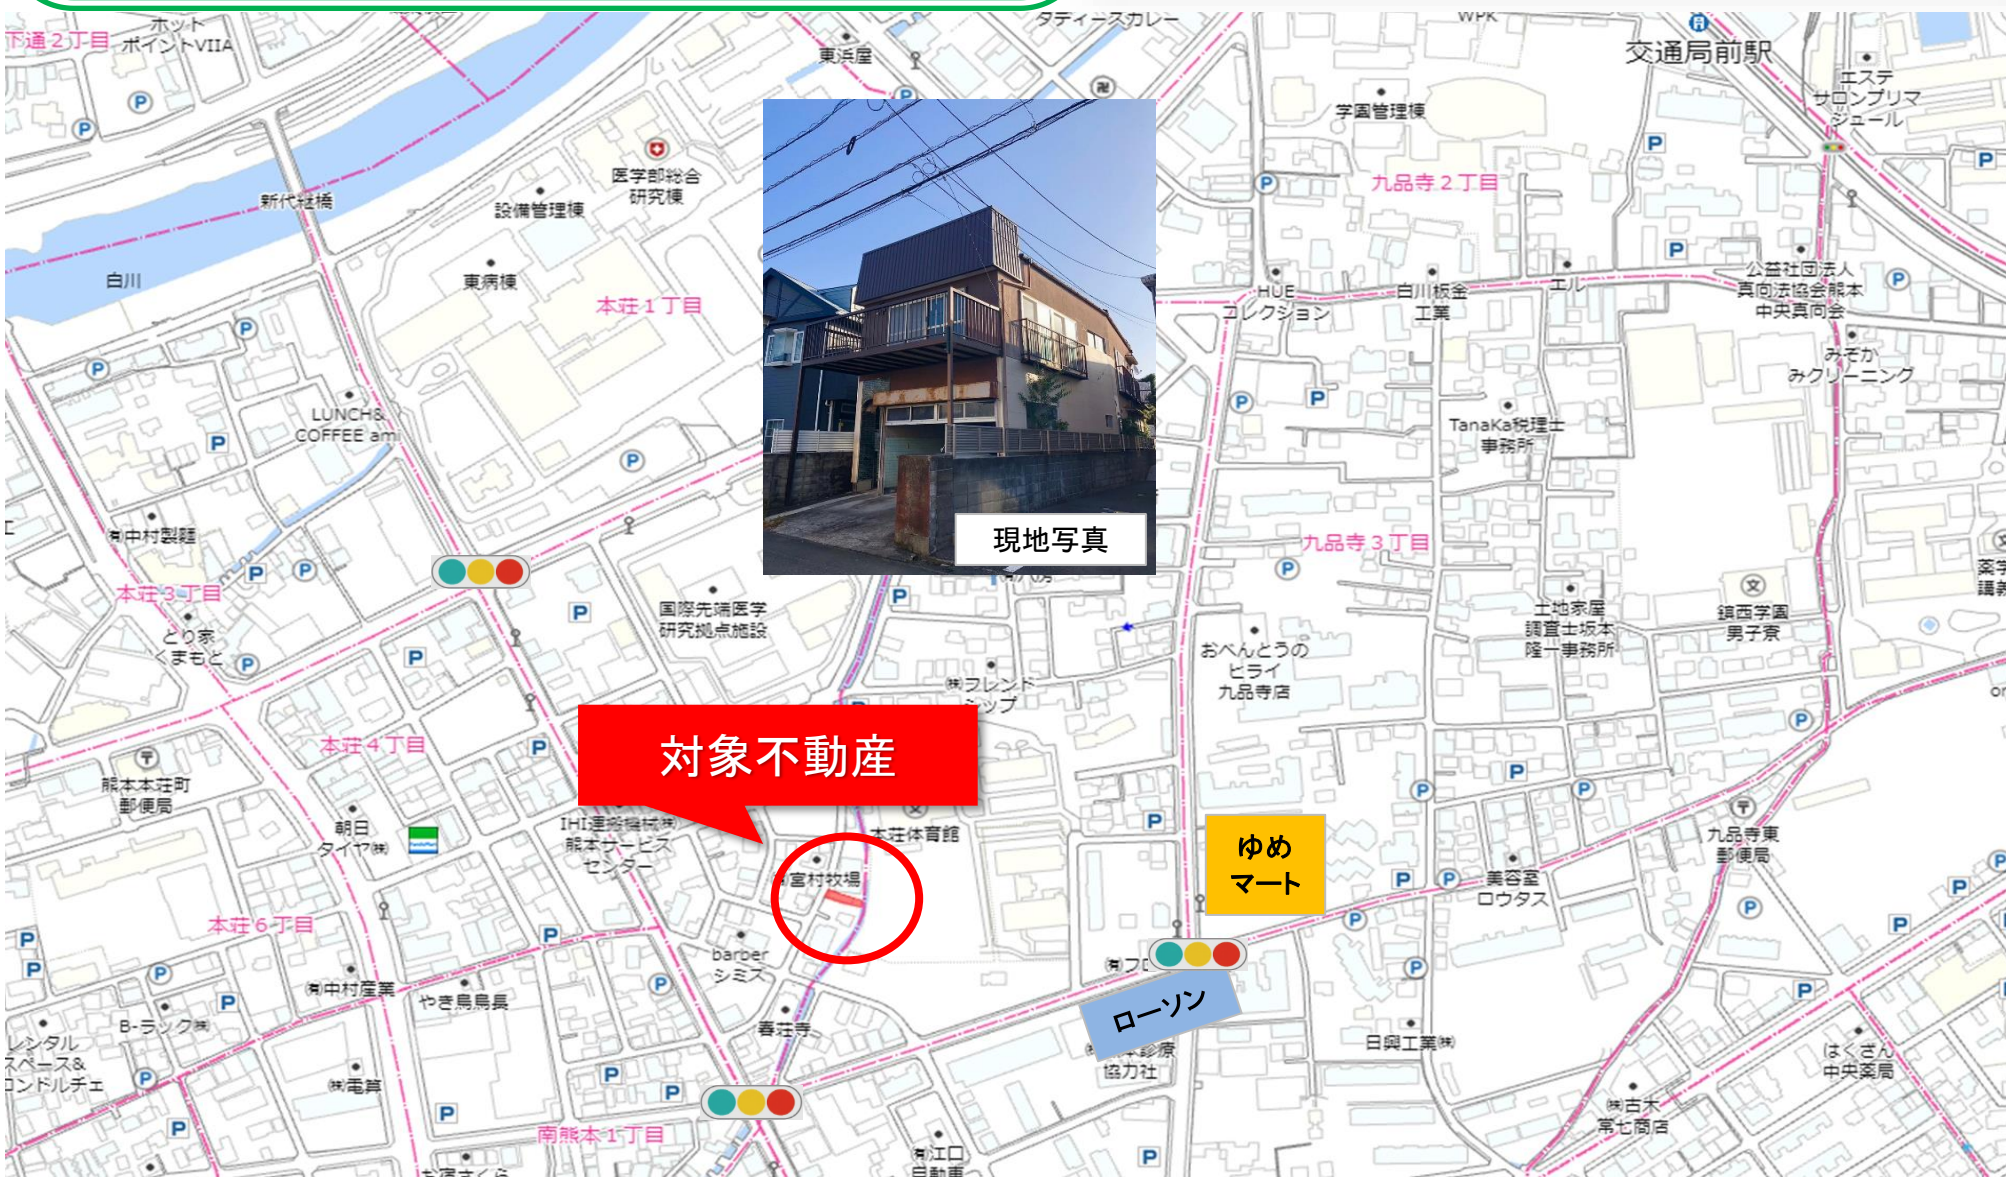 下通2丁目
ホット
ポイントVIIA
東浜屋
タディースカレー
交通局前駅
エステ
サロンプリマ
ジュール
学園管理棟
九品寺2丁目
医学部総合
研究棟
設備管理棟
新代継橋
白川
東病棟
本荘1丁目
HUE
コレクション
白川板金
工業
エル
公益社団法人
真向法協会熊本
中央真向会
みぞか
みクリーニング
LUNCH&
COFFEE ami
TanaKa税理士
事務所
㈲中村製麺
現地写真
九品寺3丁目
本荘3丁目
とり家
くまもと
国際先端医学
研究拠点施設
おべんとうの
ヒライ
九品寺店
土地家屋
調査士坂本
隆一事務所
鎮西学園
男子寮
㈱フレンド
シップ
対象不動産
本荘4丁目
熊本本荘町
郵便局
朝日
タイヤ㈱
FamilyMart
IHI運搬機械㈱
熊本サービス
センター
本荘体育館
㈲宮村牧場
ゆめ
マート
九品寺東
郵便局
美容室
ロウタス
本荘6丁目
barber
シミズ
㈲中村産業
やき鳥鳥長
B-ラック㈱
レンタル
スペース&
コンドルチェ
㈱電算
春荘寺
ローソン
協力社
日興工業㈱
はくさん
中央薬局
㈱古木
常七商店
南熊本1丁目
㈲江口
自動車